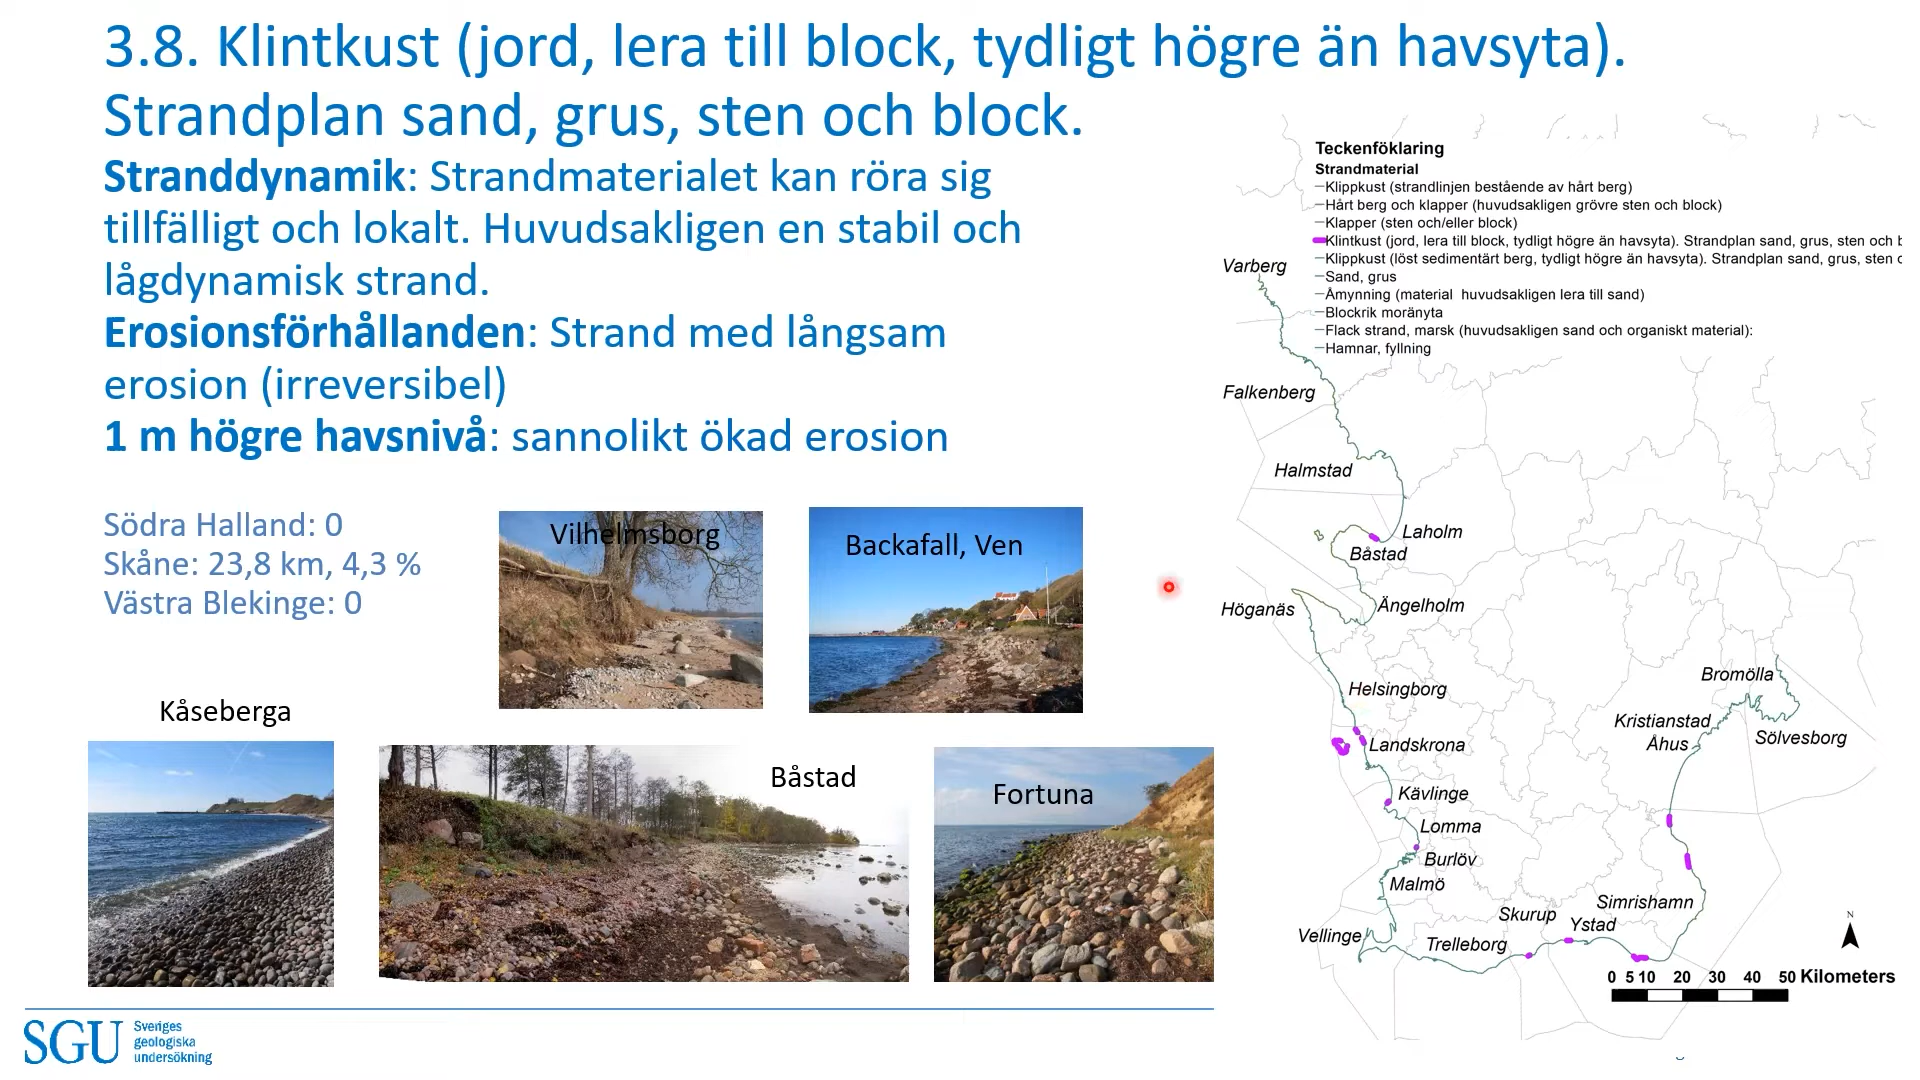 3.8. Klintkust (jord, lera till block, tydligt högre än havsyta).
Strandplan sand, grus, sten och block.
Stranddynamik: Strandmaterialet kan röra sig
tillfälligt och lokalt. Huvudsakligen en stabil och
lågdynamisk strand.
Erosionsförhållanden: Strand med långsam
erosion (irreversibel)
1 m högre havsnivå: sannolikt ökad erosion
Södra Halland: 0
Skåne: 23,8 km, 4,3 %
Västra Blekinge: 0
Vilhelmsborg
Backafall, Ven
Kåseberga
Båstad
Fortuna
Teckenföklaring
Strandmaterial
Klippkust (strandlinjen bestående av hårt berg)
Hårt berg och klapper (huvudsakligen grövre sten och block)
Klapper (sten och/eller block)
Klintkust (jord, lera till block, tydligt högre än havsyta). Strandplan sand, grus, sten och
Klippkust (löst sedimentärt berg, tydligt högre än havsyta). Strandplan sand, grus, sten
Sand, grus
Åmynning (material huvudsakligen lera till sand)
Blockrik moränyta
Flack strand, marsk (huvudsakligen sand och organiskt material):
Hamnar, fyllning
Varberg
Falkenberg
Halmstad
Laholm
Båstad
Ängelholm
Höganäs
Helsingborg
Landskrona
Kävlinge
Lomma
Burlöv
Malmö
Vellinge
Trelleborg
Skurup
Ystad
Simrishamn
Bromölla
Kristianstad
Åhus
Sölvesborg
N
0 5 10 20 30 40 50 Kilometers
SGU
Sveriges
geologiska
undersökning